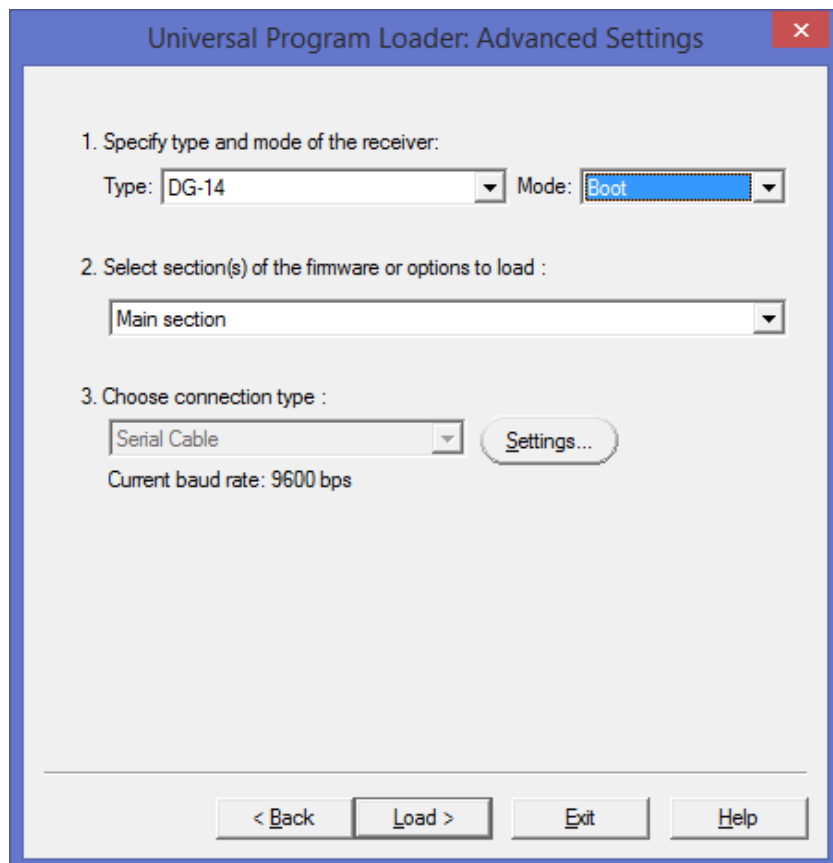 Universal Program Loader: Advanced Settings
1. Specify type and mode of the receiver:
Type: DG-14 Mode: Boot
2. Select section(s) of the firmware or options to load :
Main section
3. Choose connection type :
Serial Cable Settings...
Current baud rate: 9600 bps
< Back Load > Exit Help